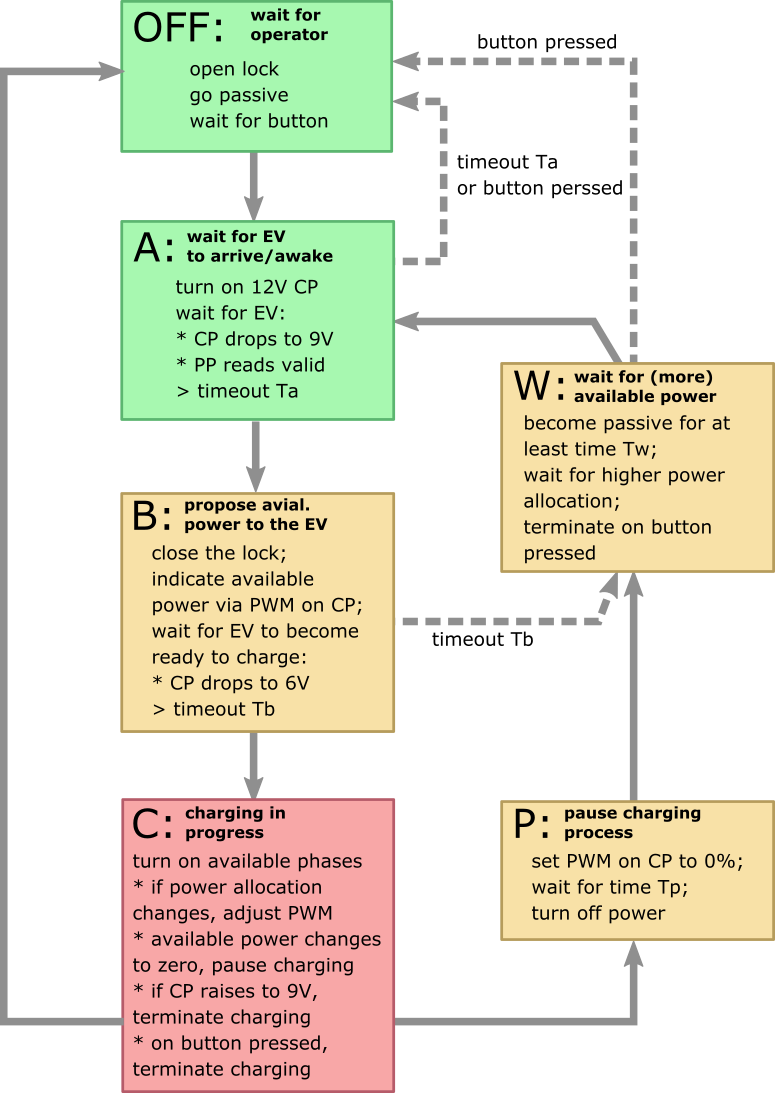 OFF: wait for
operator
open lock
go passive
wait for button
button pressed
timeout Ta
or button perssed
A: wait for EV
to arrive/awake
turn on 12V CP
wait for EV:
* CP drops to 9V
* PP reads valid
> timeout Ta
W: wait for (more)
available power
become passive for at
least time Tw;
wait for higher power
allocation;
terminate on button
pressed
B: propose avial.
power to the EV
close the lock;
indicate available
power via PWM on CP;
wait for EV to become
ready to charge:
* CP drops to 6V
> timeout Tb
timeout Tb
C: charging in
progress
turn on available phases
* if power allocation
changes, adjust PWM
* available power changes
to zero, pause charging
* if CP raises to 9V,
terminate charging
* on button pressed,
terminate charging
P: pause charging
process
set PWM on CP to 0%;
wait for time Tp;
turn off power